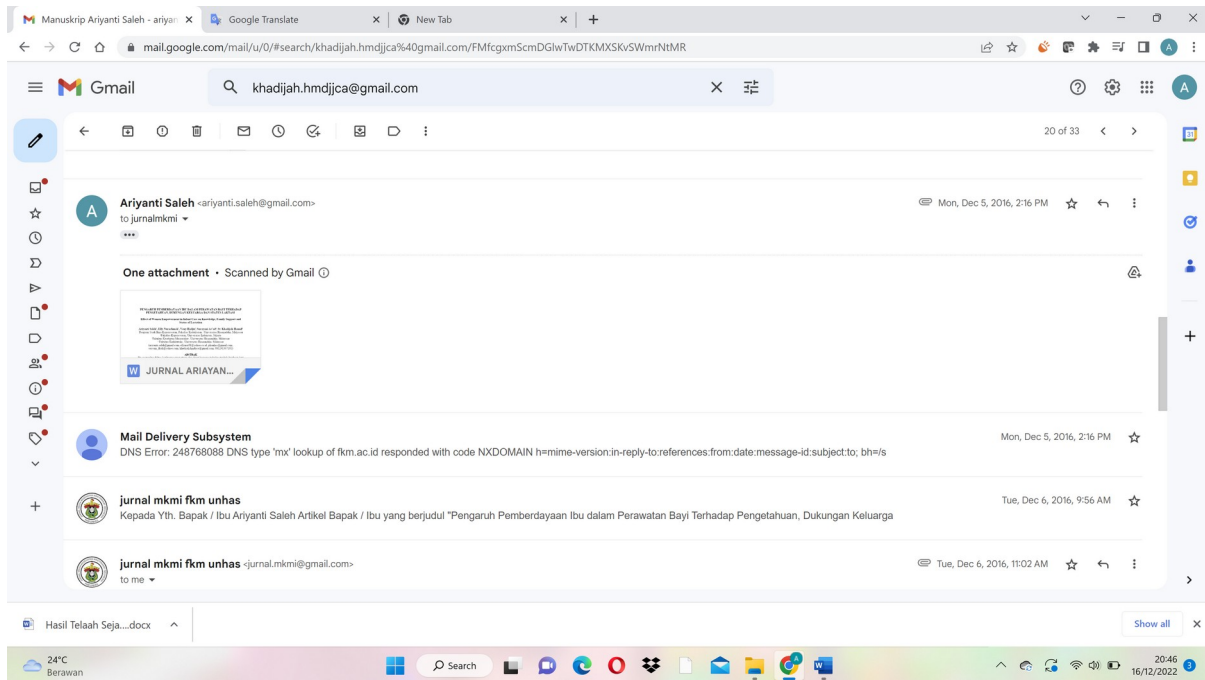 Manuskrip Ariyanti Saleh - ariyan
Google Translate
New Tab
mail.google.com/mail/u/0/#search/khadijah.hmdjjca%40gmail.com/FMfcgxmScmDGlwTwDTKMXSKvSWmrNtMR
A
Gmail
khadijah.hmdjjca@gmail.com
A
20 of 33
31
A
Ariyanti Saleh <ariyanti.saleh@gmail.com>
Mon, Dec 5, 2016, 2:16 PM
to jurnalmkmi
One attachment • Scanned by Gmail
W JURNAL ARIAYAN...
Mail Delivery Subsystem
Mon, Dec 5, 2016, 2:16 PM
DNS Error: 248768088 DNS type 'mx' lookup of fkm.ac.id responded with code NXDOMAIN h=mime-version:in-reply-to:references:from:date:message-id:subject:to; bh=/s
jurnal mkmi fkm unhas
Tue, Dec 6, 2016, 9:56 AM
Kepada Yth. Bapak / Ibu Ariyanti Saleh Artikel Bapak / Ibu yang berjudul "Pengaruh Pemberdayaan Ibu dalam Perawatan Bayi Terhadap Pengetahuan, Dukungan Keluarga
jurnal mkmi fkm unhas <jurnal.mkmi@gmail.com>
Tue, Dec 6, 2016, 11:02 AM
to me
Hasil Telaah Seja....docx
Show all
24°C
Berawan
Search
20:46
16/12/2022
3